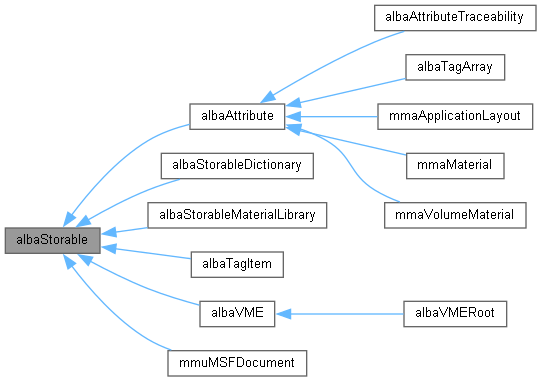 albaAttributeTraceability
albaTagArray
albaAttribute
mmaApplicationLayout
albaStorableDictionary
mmaMaterial
albaStorableMaterialLibrary
mmaVolumeMaterial
albaStorable
albaTagItem
albaVME
albaVMERoot
mmuMSFDocument